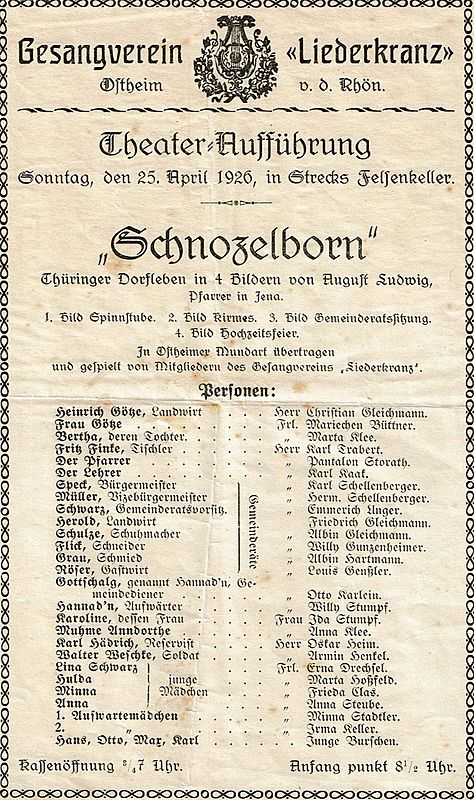 Gesangverein «Liederkranz»
Ostheim v. d. Rhön.
Theater-Aufführung
Sonntag, den 25. April 1926, in Strecks Felsenkeller.
„Schnozelborn“
Thüringer Dorfleben in 4 Bildern von August Ludwig,
Pfarrer in Jena.
1. Bild Spinnstube. 2. Bild Kirmes. 3. Bild Gemeinderatssitzung.
4. Bild Hochzeitsfeier.
In Ostheimer Mundart übertragen
und gespielt von Mitgliedern des Gesangvereins „Liederkranz“.
Personen:
Heinrich Götze, Landwirt . . . . Herr Christian Gleichmann.
Frau Götze . . . . Frl. Mariechen Büttner.
Bertha, deren Tochter. . . . . „ Marta Klee.
Fritz Finke, Tischler . . . . Herr Karl Trabert.
Der Pfarrer . . . . „ Pantalon Storath.
Der Lehrer . . . . „ Karl Kaak.
Speck, Bürgermeister „ Karl Schellenberger.
Müller, Vizebürgermeister „ Herm. Schellenberger.
Schwarz, Gemeinderatsvorsitz. „ Emmerich Unger.
Herold, Landwirt Friedrich Gleichmann.
Schulze, Schuhmacher „ Albin Gleichmann.
Flick, Schneider „ Willy Gunzenheimer.
Grau, Schmied „ Albin Hartmann.
Röser, Gastwirt „ Louis Genßler.
Gemeinderäte
Gottschalg, genannt Hannad'n, Ge-
meindediener . . . . „ Otto Karlein.
Hannad'n, Aufwärter . . . . „ Willy Stumpf.
Karoline, dessen Frau . . . . Frau Ida Stumpf.
Muhme Anndorthe . . . . „ Anna Klee.
Karl Hädrich, Reservist . . . . Herr Oskar Heim.
Walter Weschke, Soldat . . . . „ Armin Henkel.
Lina Schwarz . . . . Frl. Erna Drechsel.
Hulda junge . . . . „ Marta Hoßfeld.
Minna Mädchen . . . . „ Frieda Clas.
Anna . . . . „ Anna Steube.
1. Aufwartemädchen . . . . „ Minna Stadtler.
2. „ . . . . „ Irma Keller.
Hans, Otto, Max, Karl . . . . „ Junge Burschen.
Kassenöffnung ¾7 Uhr. Anfang punkt 8½ Uhr.